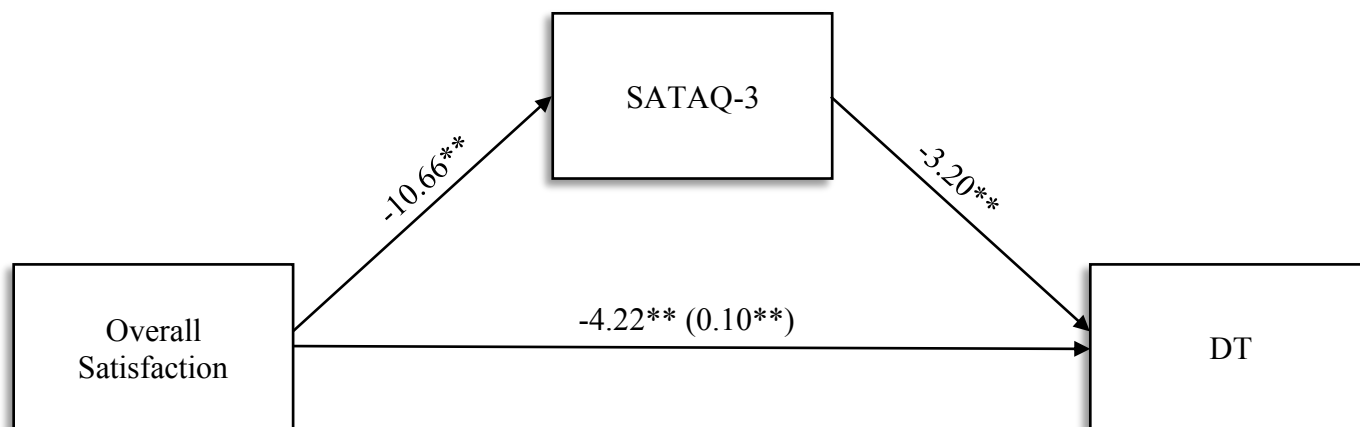 SATAQ-3
-10.66**
-3.20**
-4.22** (0.10**)
Overall
Satisfaction
DT